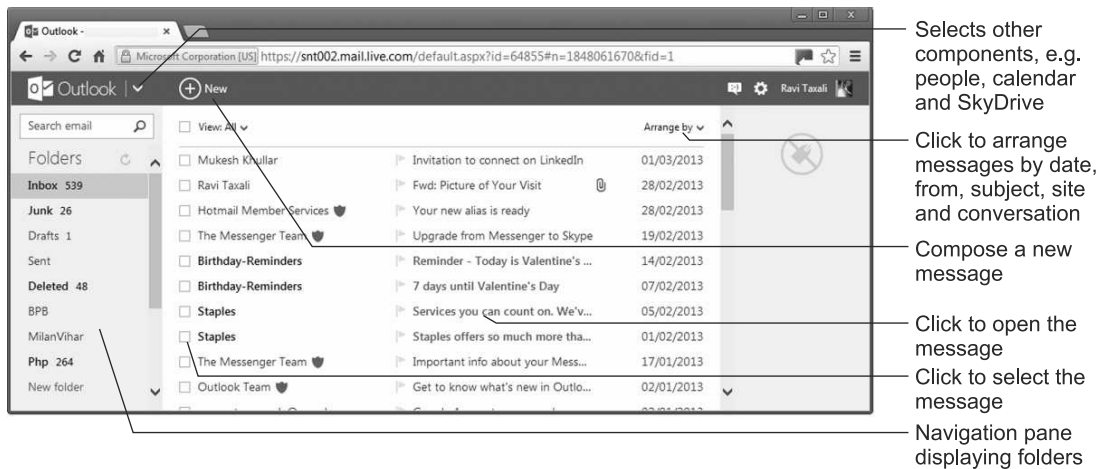 Outlook -
Microsoft Corporation [US] https://snt002.mail.live.com/default.aspx?id=64855#n=1848061670&fid=1
Outlook
New
Ravi Taxali
Search email
View: All
Arrange by
Folders
Mukesh Khullar Invitation to connect on LinkedIn 01/03/2013
Inbox 539
Ravi Taxali Fwd: Picture of Your Visit 28/02/2013
Junk 26
Hotmail Member Services Your new alias is ready 28/02/2013
Drafts 1
The Messenger Team Upgrade from Messenger to Skype 19/02/2013
Sent
Birthday-Reminders Reminder - Today is Valentine's ... 14/02/2013
Deleted 48
Birthday-Reminders 7 days until Valentine's Day 07/02/2013
BPB
Staples Services you can count on. We'v... 05/02/2013
MilanVihar
Staples Staples offers so much more tha... 01/02/2013
Php 264
The Messenger Team Important info about your Mess... 17/01/2013
New folder
Outlook Team Get to know what's new in Outlo... 02/01/2013
Selects other
components, e.g.
people, calendar
and SkyDrive
Click to arrange
messages by date,
from, subject, site
and conversation
Compose a new
message
Click to open the
message
Click to select the
message
Navigation pane
displaying folders